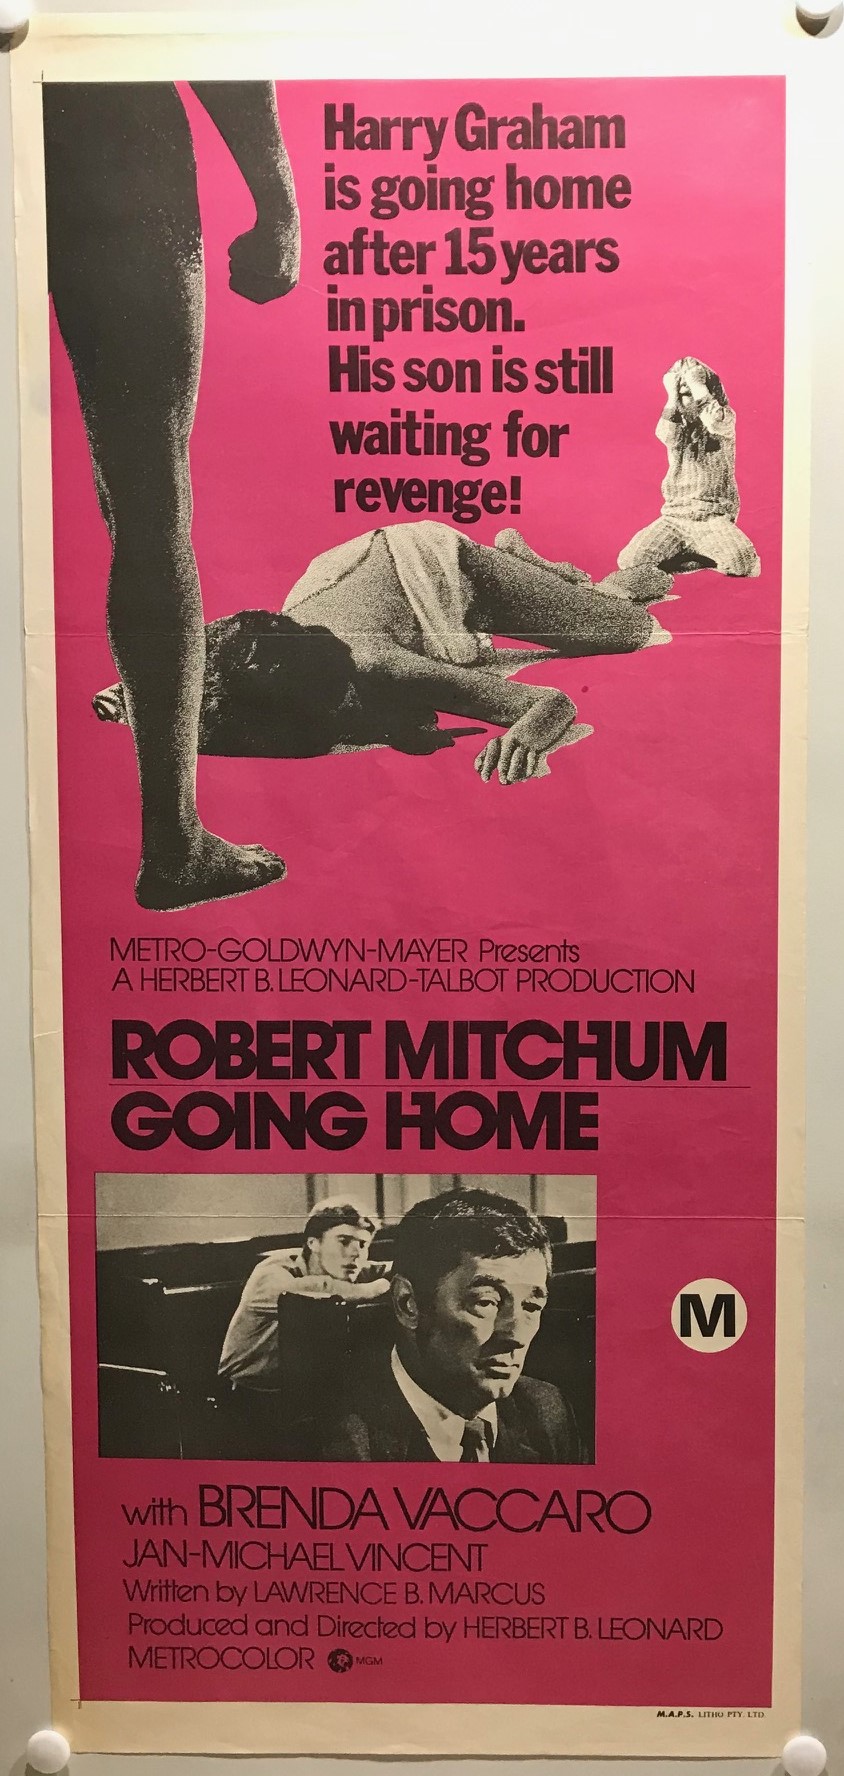 Harry Graham
is going home
after 15 years
in prison.
His son is still
waiting for
revenge!
METRO-GOLDWYN-MAYER Presents
A HERBERT B. LEONARD-TALBOT PRODUCTION
ROBERT MITCHUM
GOING HOME
M
with BRENDA VACCARO
JAN-MICHAEL VINCENT
Written by LAWRENCE B. MARCUS
Produced and Directed by HERBERT B. LEONARD
METROCOLOR MGM
M.A.P.S. LITHO PTY. LTD.